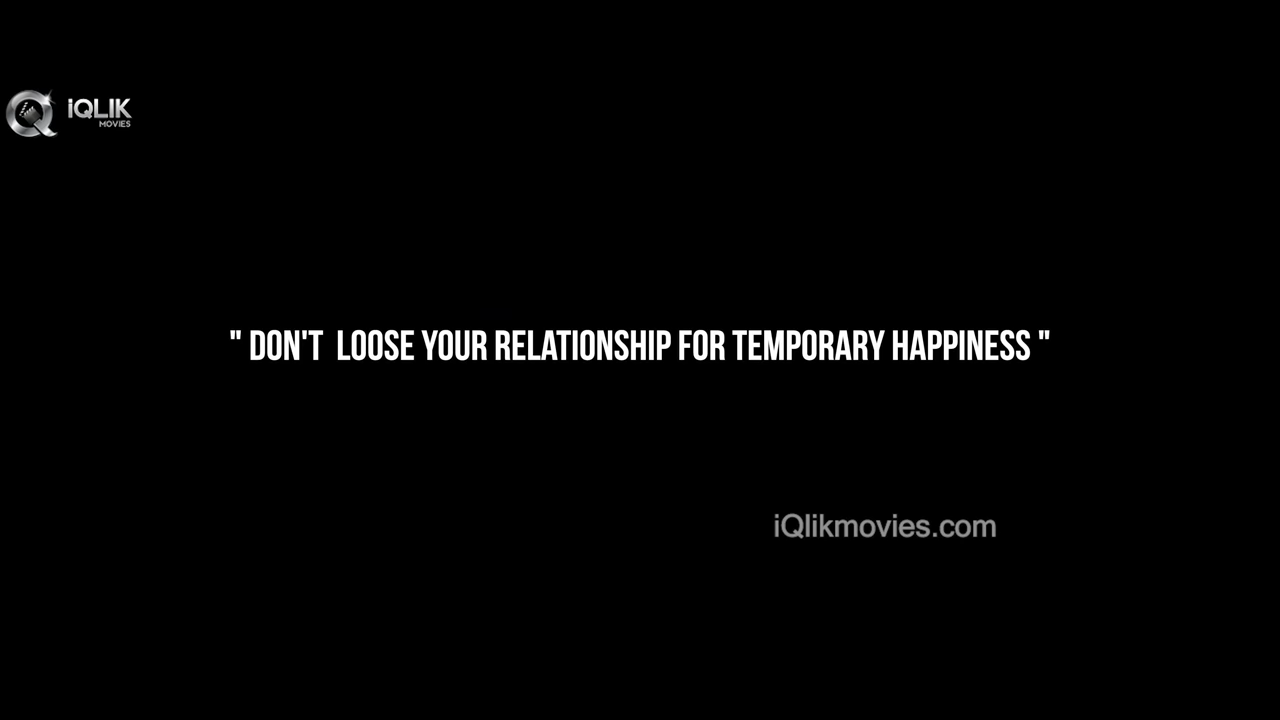 iQLIK
MOVIES
" DON'T  LOOSE YOUR RELATIONSHIP FOR TEMPORARY HAPPINESS "
iQlikmovies.com